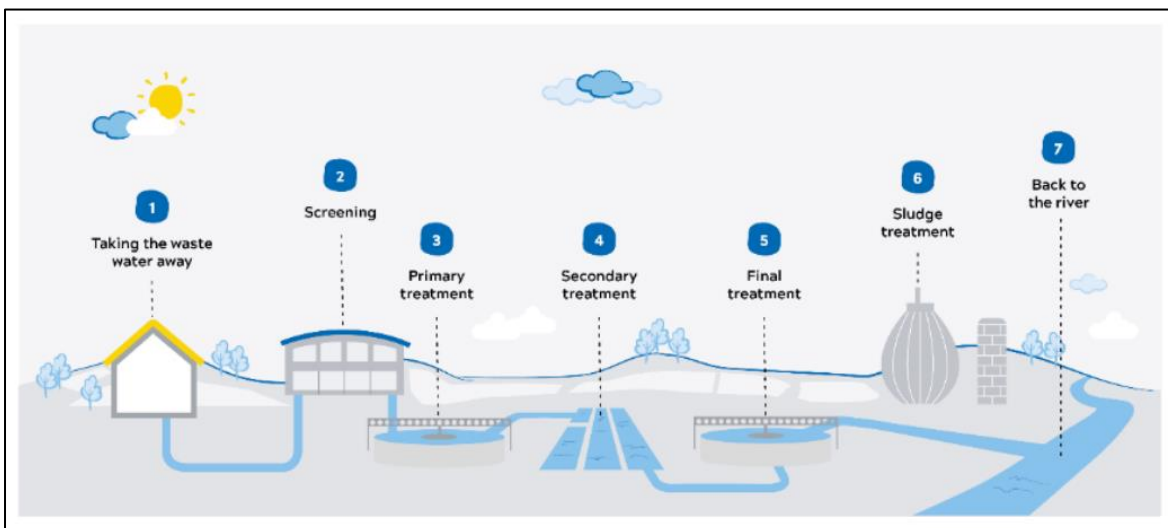 1
Taking the waste
water away
2
Screening
3
Primary
treatment
4
Secondary
treatment
5
Final
treatment
6
Sludge
treatment
7
Back to
the river